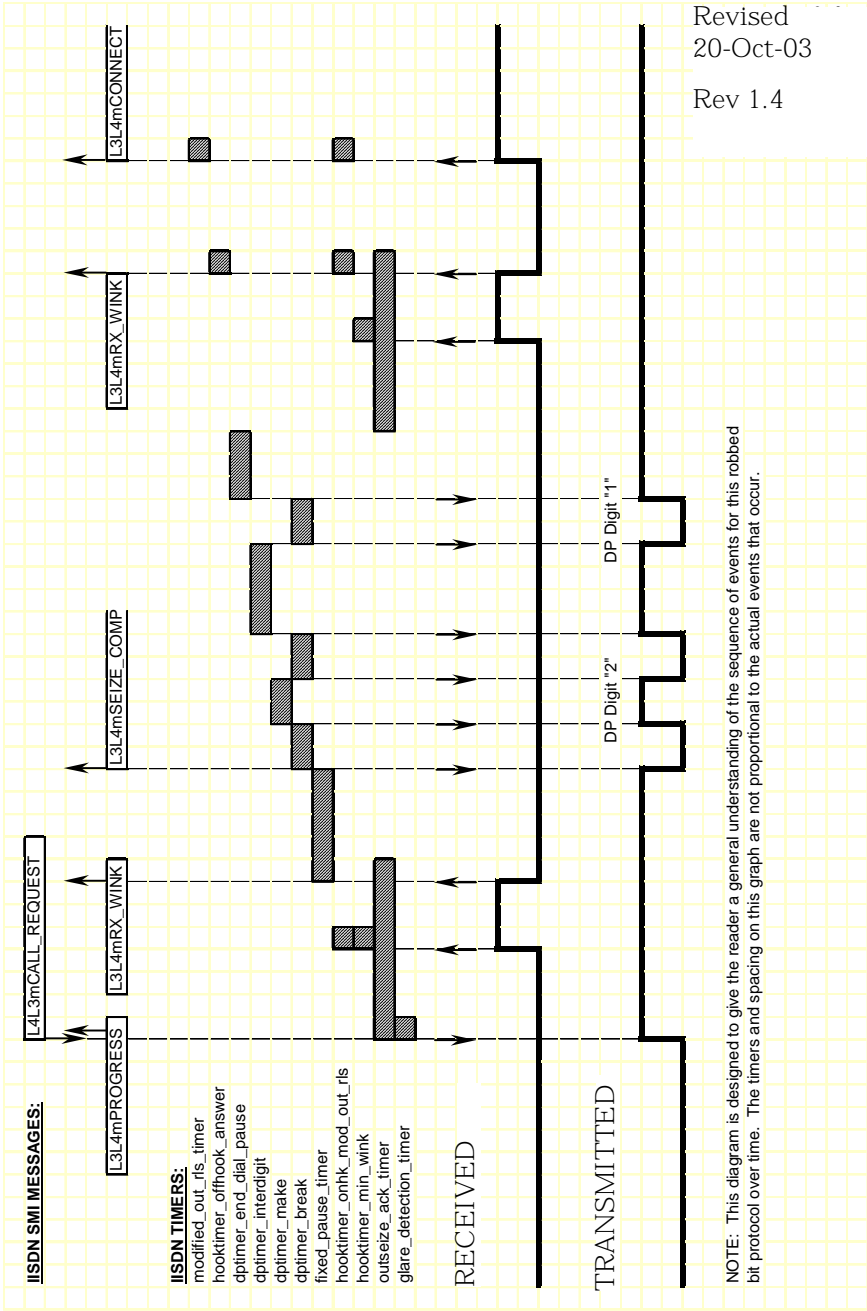 Revised
20-Oct-03
Rev 1.4
IISDN SMI MESSAGES:
L4L3mCALL_REQUEST
L3L4mPROGRESS
L3L4mRX_WINK
L3L4mSEIZE_COMP
L3L4mRX_WINK
L3L4mCONNECT
IISDN TIMERS:
modified_out_rls_timer
hooktimer_offhook_answer
dptimer_end_dial_pause
dptimer_interdigit
dptimer_make
dptimer_break
fixed_pause_timer
hooktimer_onhk_mod_out_rls
hooktimer_min_wink
outseize_ack_timer
glare_detection_timer
RECEIVED
TRANSMITTED
DP Digit "2"
DP Digit "1"
NOTE: This diagram is designed to give the reader a general understanding of the sequence of events for this robbed
bit protocol over time. The timers and spacing on this graph are not proportional to the actual events that occur.